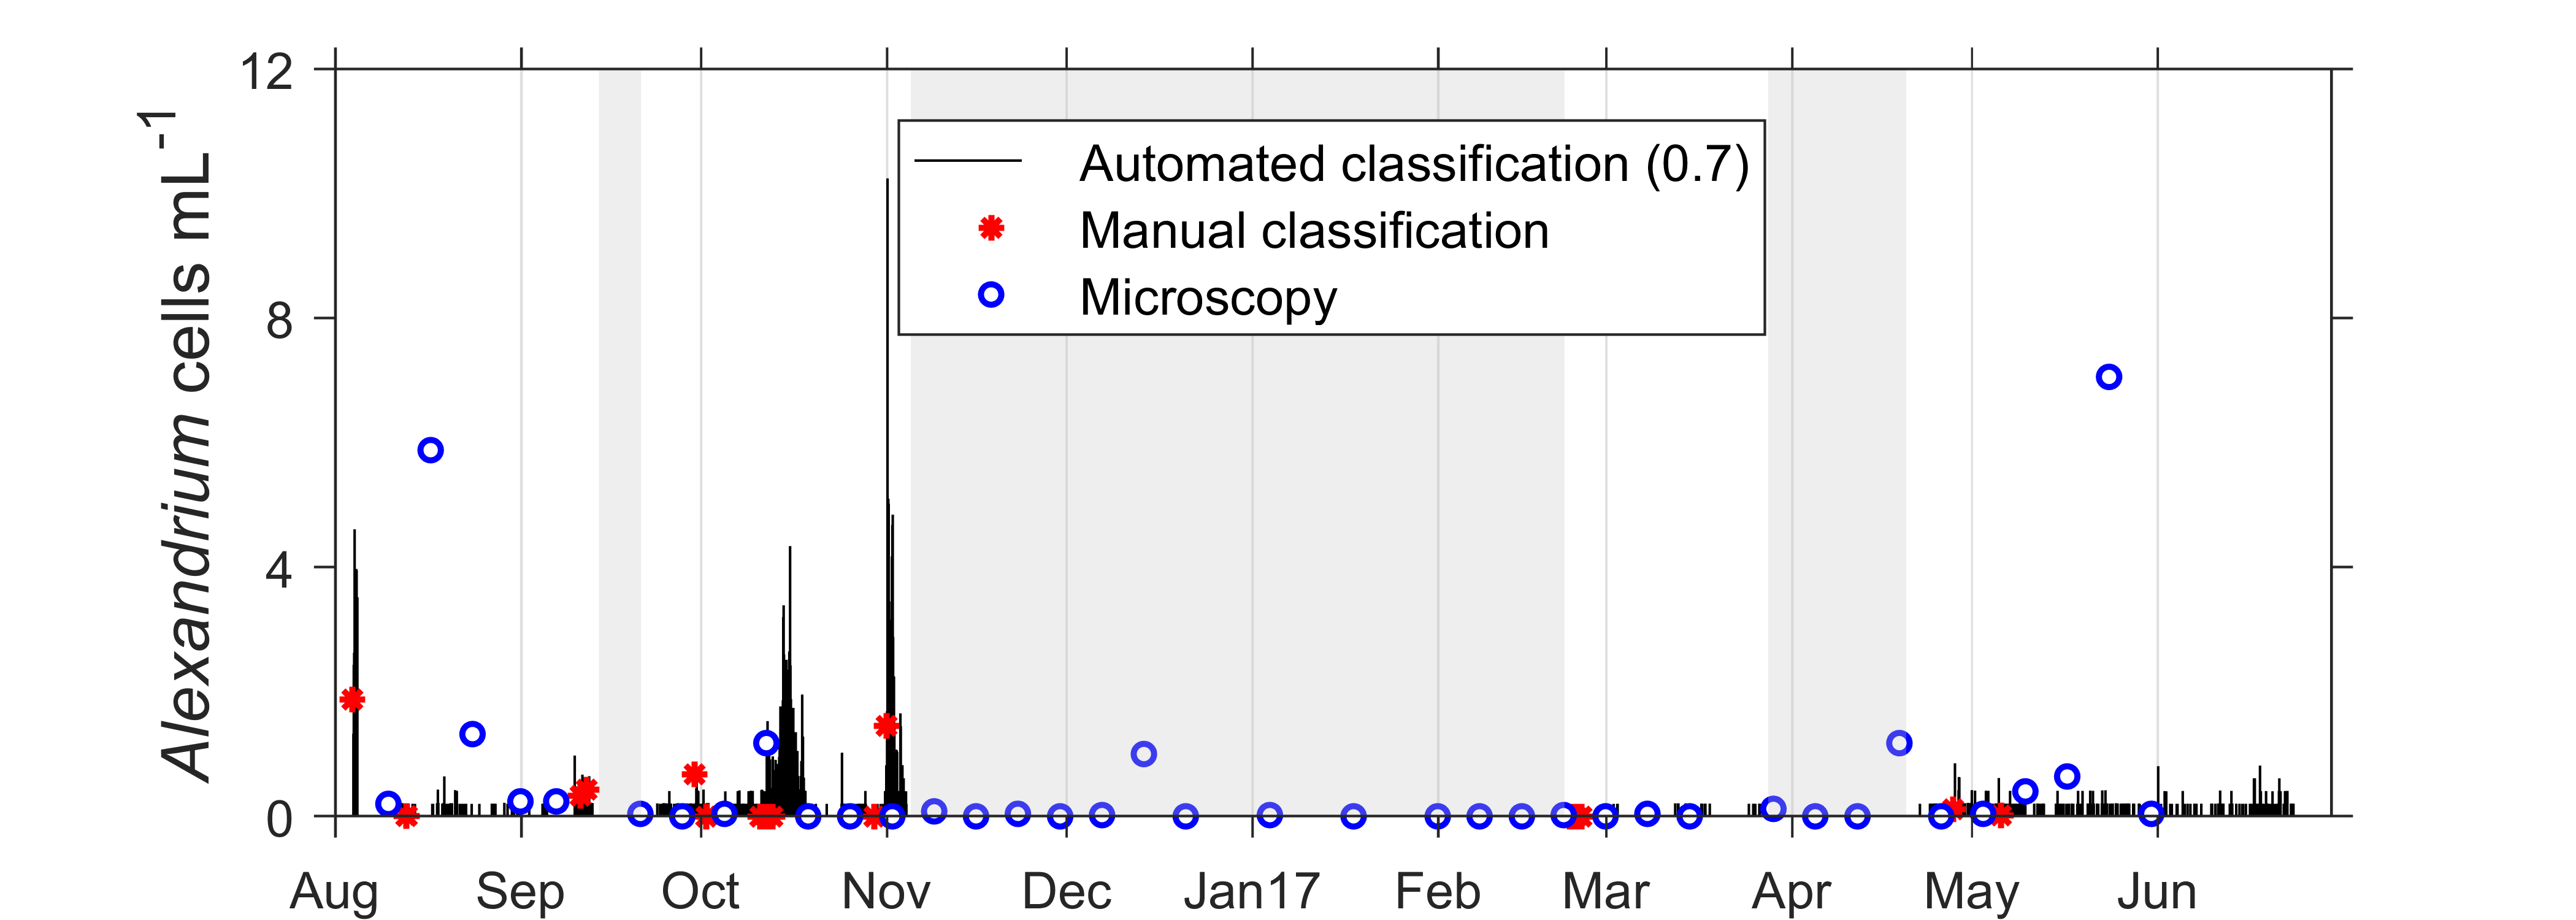 Alexandrium cells mL-1
12
8
4
0
Automated classification (0.7)
Manual classification
Microscopy
Aug Sep Oct Nov Dec Jan17 Feb Mar Apr May Jun